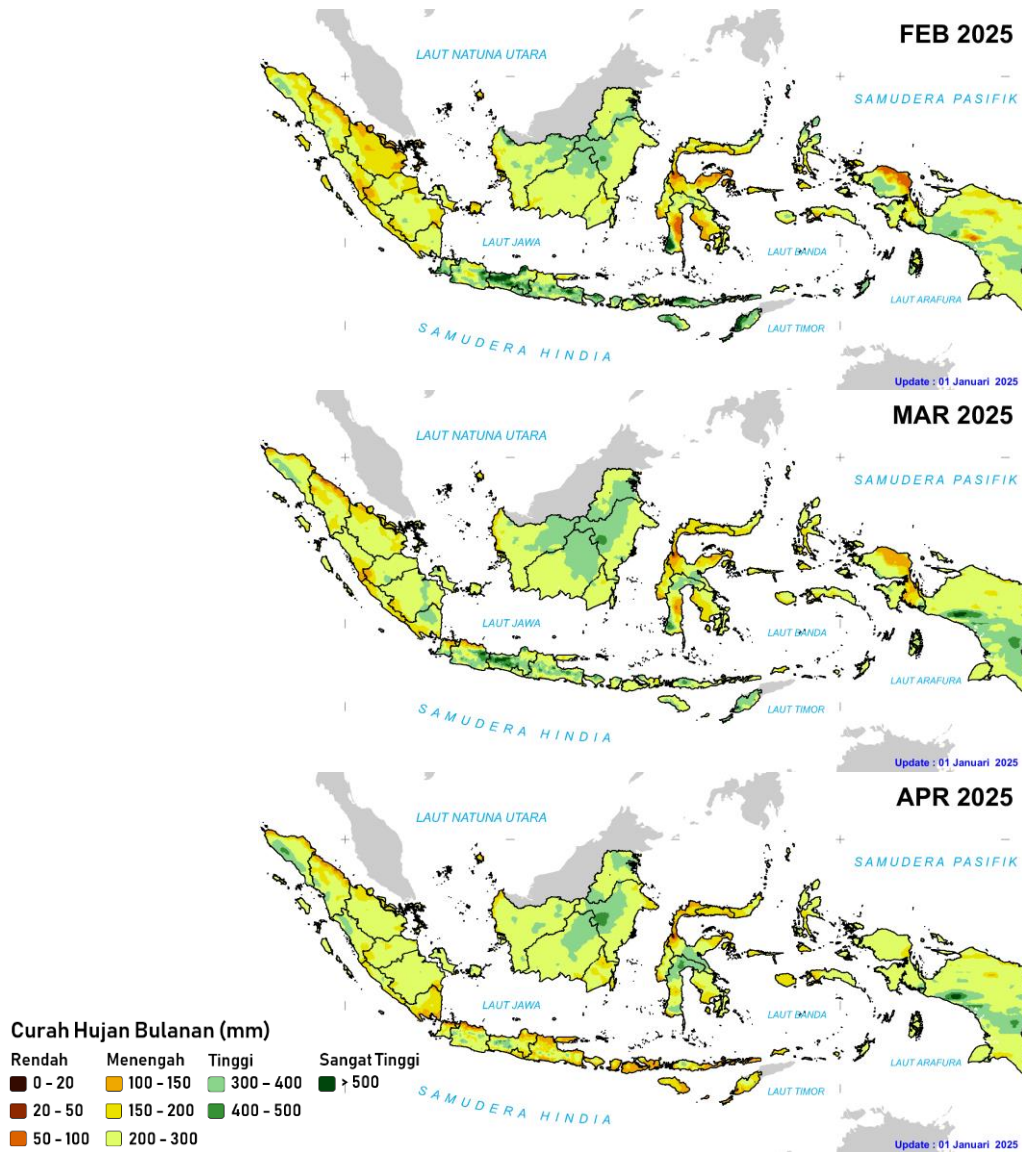 FEB 2025
LAUT NATUNA UTARA
SAMUDERA PASIFIK
LAUT JAWA
LAUT BANDA
LAUT ARAFURA
SAMUDERA HINDIA
LAUT TIMOR
Update : 01 Januari 2025
MAR 2025
LAUT NATUNA UTARA
SAMUDERA PASIFIK
LAUT JAWA
LAUT BANDA
LAUT ARAFURA
SAMUDERA HINDIA
LAUT TIMOR
Update : 01 Januari 2025
APR 2025
LAUT NATUNA UTARA
SAMUDERA PASIFIK
LAUT JAWA
LAUT BANDA
LAUT ARAFURA
SAMUDERA HINDIA
LAUT TIMOR
Update : 01 Januari 2025
Curah Hujan Bulanan (mm)
Rendah Menengah Tinggi Sangat Tinggi
0 - 20 100 - 150 300 - 400 > 500
20 - 50 150 - 200 400 - 500
50 - 100 200 - 300